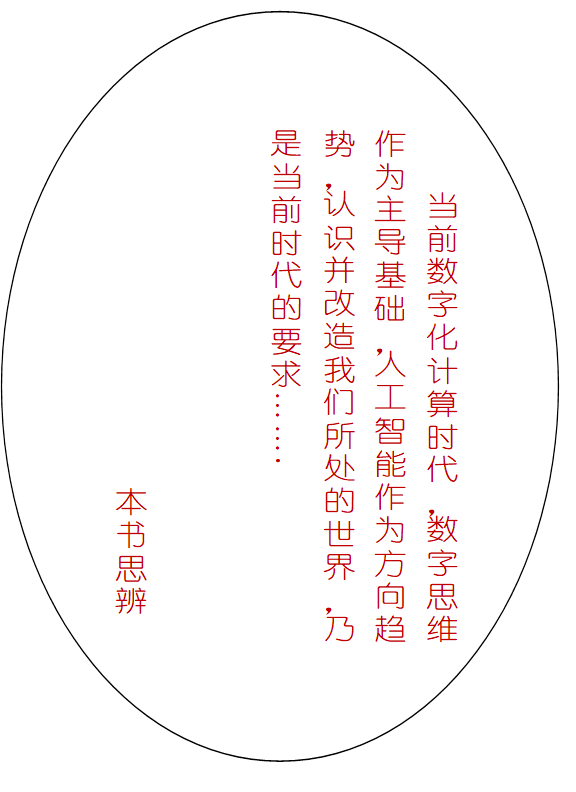 当前数字化计算时代，数字思维
作为主导基础，人工智能作为方向趋
势，认识并改造我们所处的世界，乃
是当前时代的要求……
本书思辨